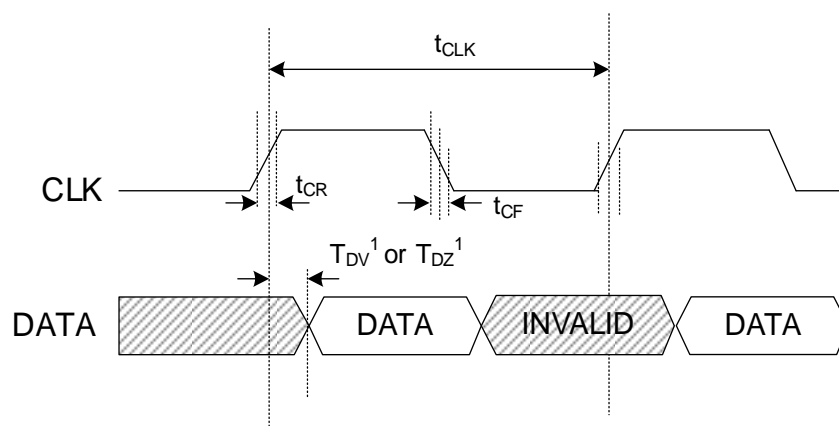 tCLK
CLK
tCR
tCF
TDV1 or TDZ1
DATA
DATA
INVALID
DATA